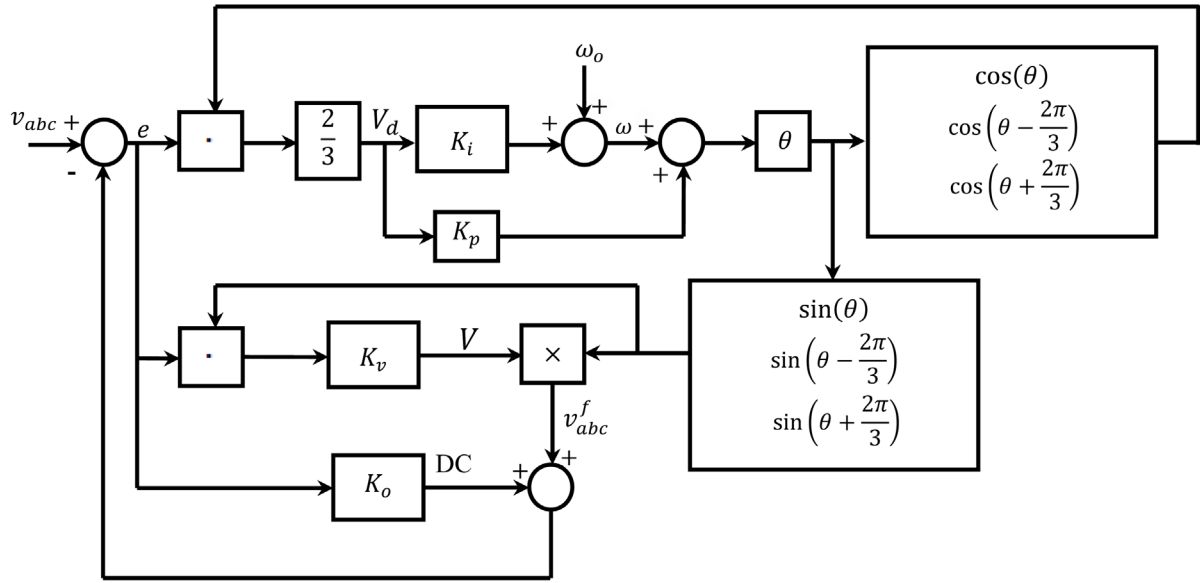 ω_o
v_abc + e · 2/3 V_d K_i + + ω + θ
-
+
K_p
cos(θ)
cos(θ − 2π/3)
cos(θ + 2π/3)
· K_v V ×
sin(θ)
sin(θ − 2π/3)
sin(θ + 2π/3)
v_abc^f
K_o DC + +